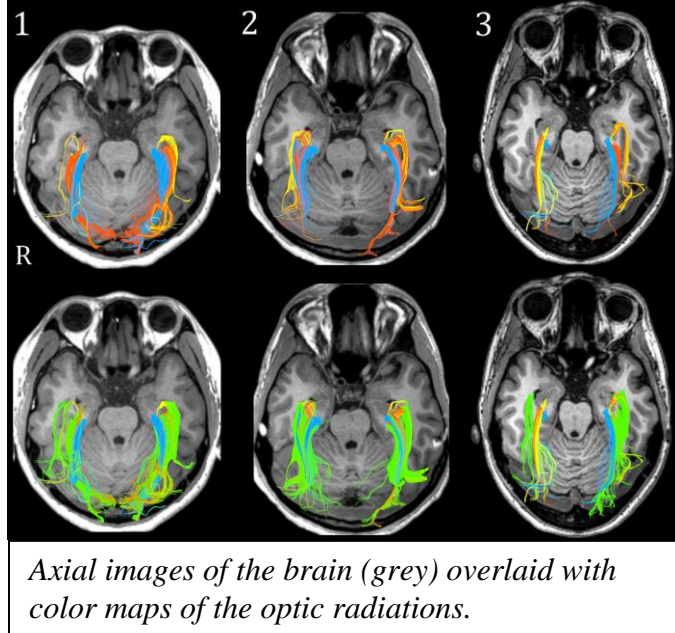 1 2 3
R
Axial images of the brain (grey) overlaid with
color maps of the optic radiations.